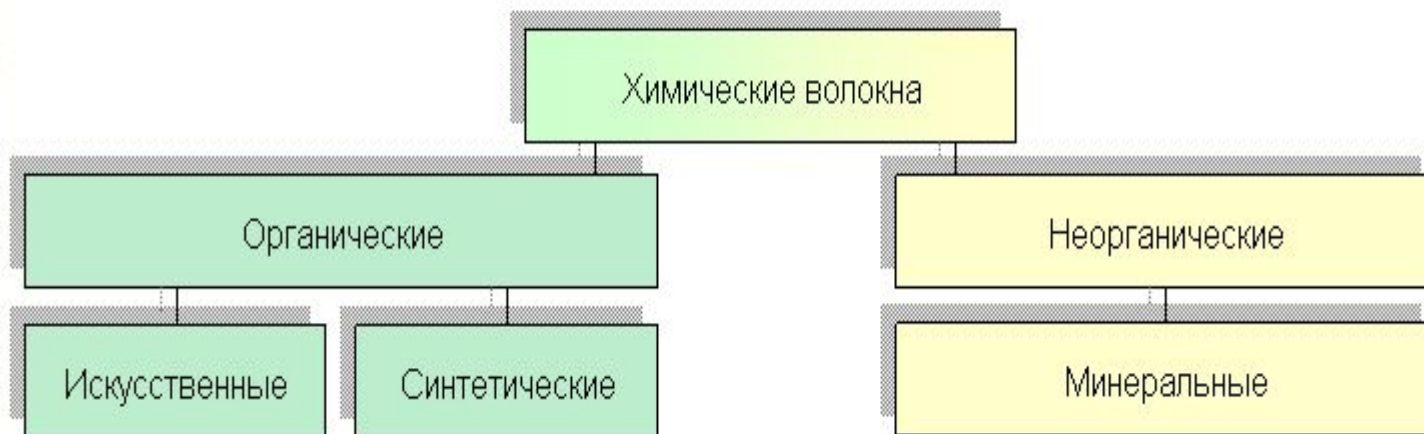 Химические волокна
Органические
Неорганические
Искусственные
Синтетические
Минеральные